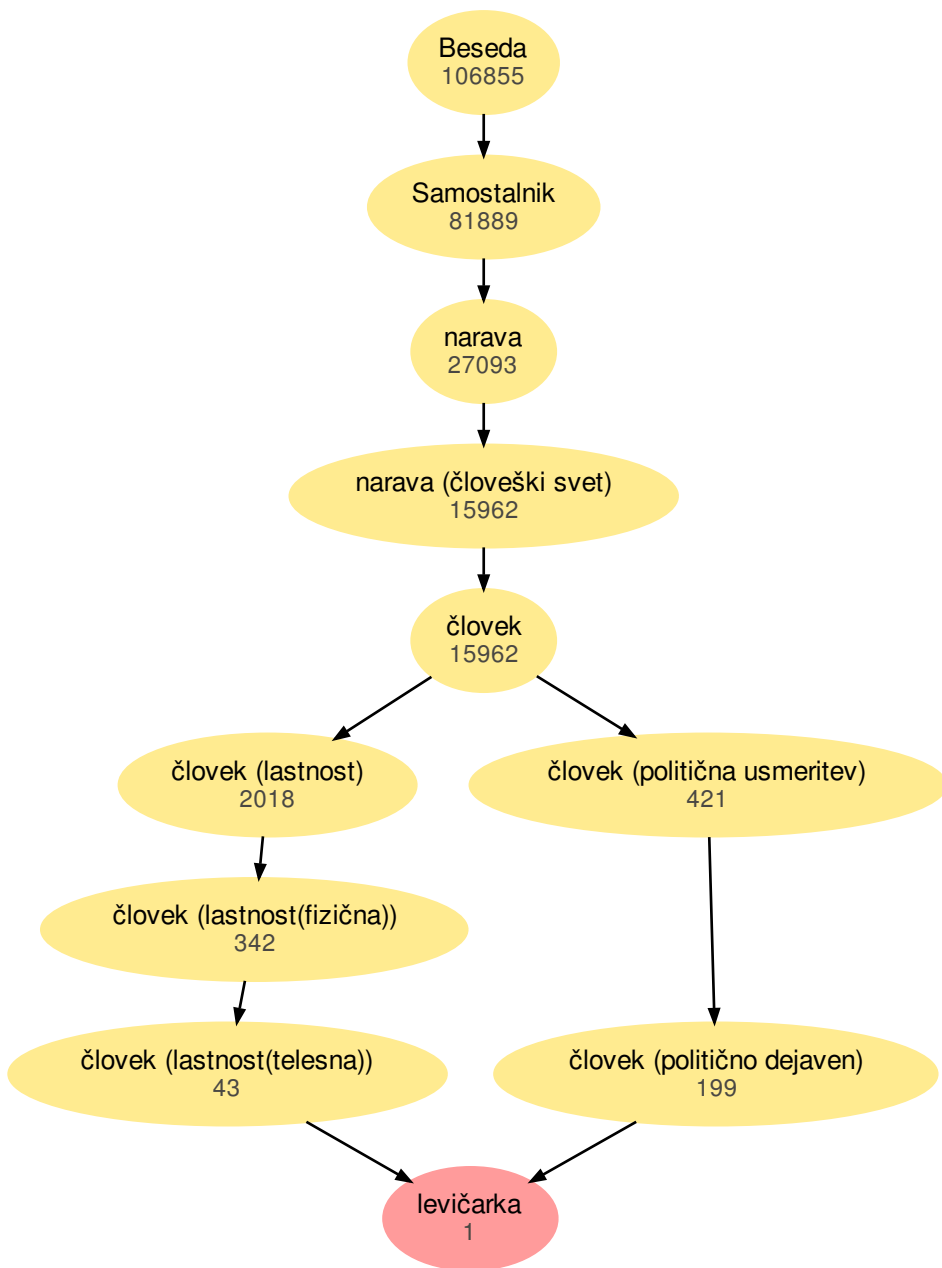 Beseda
106855
Samostalnik
81889
narava
27093
narava (človeški svet)
15962
človek
15962
človek (lastnost)
2018
človek (politična usmeritev)
421
človek (lastnost(fizična))
342
človek (lastnost(telesna))
43
človek (politično dejaven)
199
levičarka
1